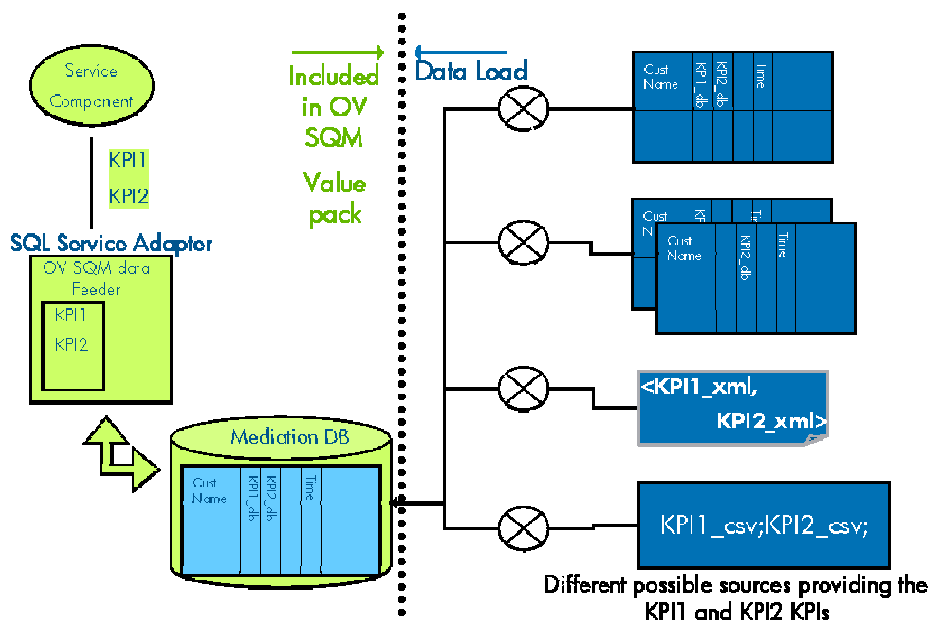 Service
Component
KPI1
KPI2
SQL Service Adapter
OV SQM data
Feeder
KPI1
KPI2
Mediation DB
Cust
Name
KPI1_db
KPI2_db
Time
Included
in OV
SQM
Value
pack
Data Load
Cust
Name
KPI1_db
KPI2_db
Time
Cust
Cust
Name
KPI2_db
Time
<KPI1_xml,
KPI2_xml>
KPI1_csv;KPI2_csv;
Different possible sources providing the
KPI1 and KPI2 KPIs